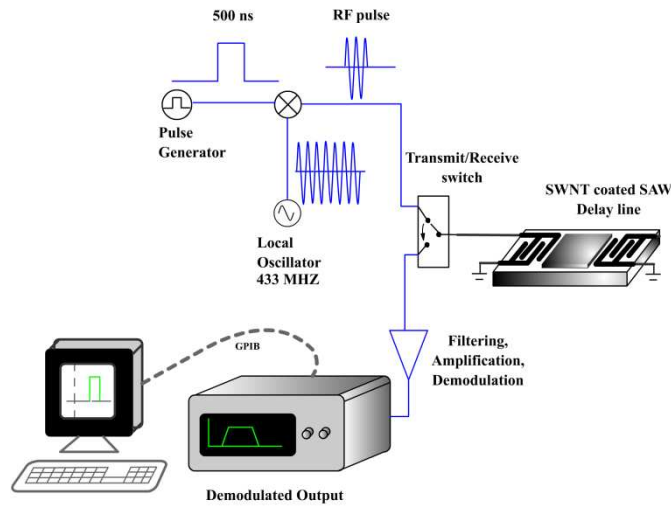 500 ns
RF pulse
Pulse
Generator
Transmit/Receive
switch
SWNT coated SAW
Delay line
Local
Oscillator
433 MHZ
GPIB
Filtering,
Amplification,
Demodulation
Demodulated Output